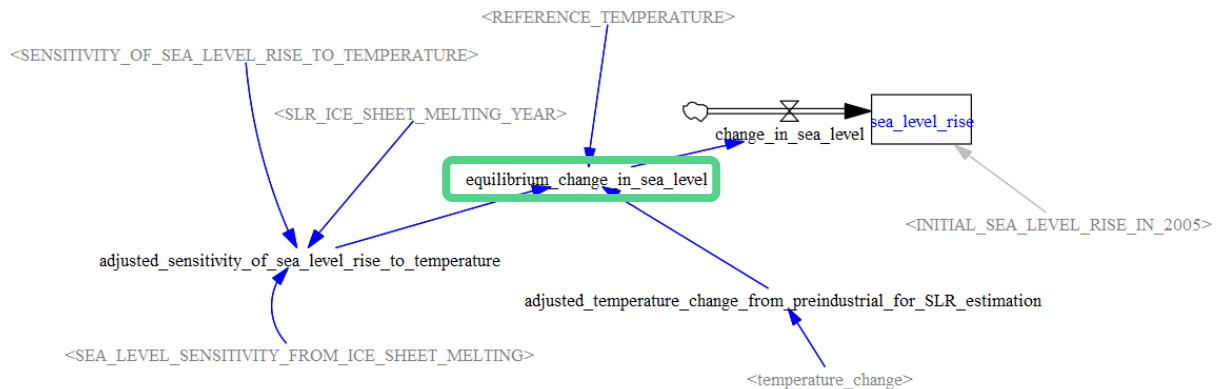 <REFERENCE_TEMPERATURE>
<SENSITIVITY_OF_SEA_LEVEL_RISE_TO_TEMPERATURE>
<SLR_ICE_SHEET_MELTING_YEAR>
sea_level_rise
change_in_sea_level
equilibrium_change_in_sea_level
<INITIAL_SEA_LEVEL_RISE_IN_2005>
adjusted_sensitivity_of_sea_level_rise_to_temperature
adjusted_temperature_change_from_preindustrial_for_SLR_estimation
<SEA_LEVEL_SENSITIVITY_FROM_ICE_SHEET_MELTING>
<temperature_change>